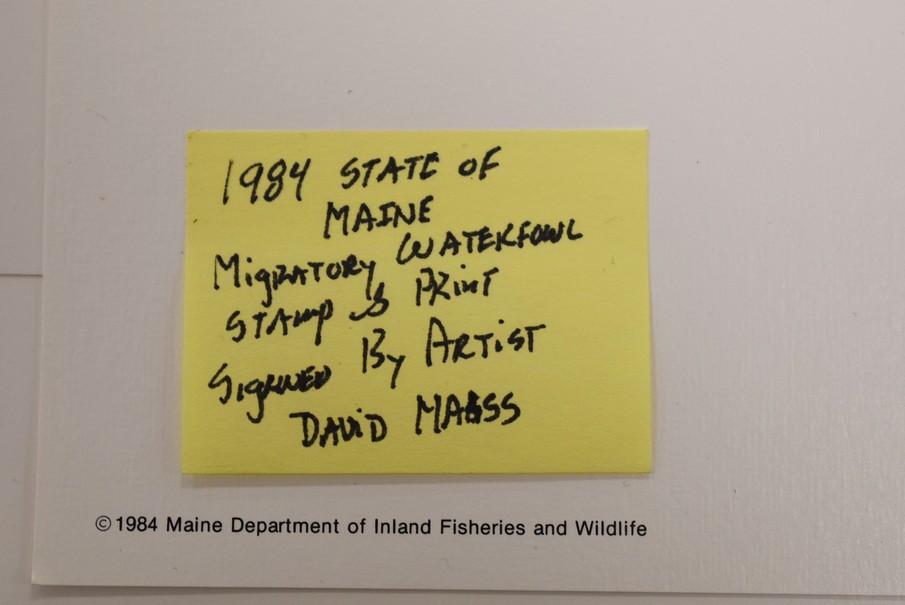 1984 STATE OF
MAINE
MigRATORy WATERFOWL
STAmp & PRinT
SigNED By ARTiST
DAViD MAASS
© 1984 Maine Department of Inland Fisheries and Wildlife